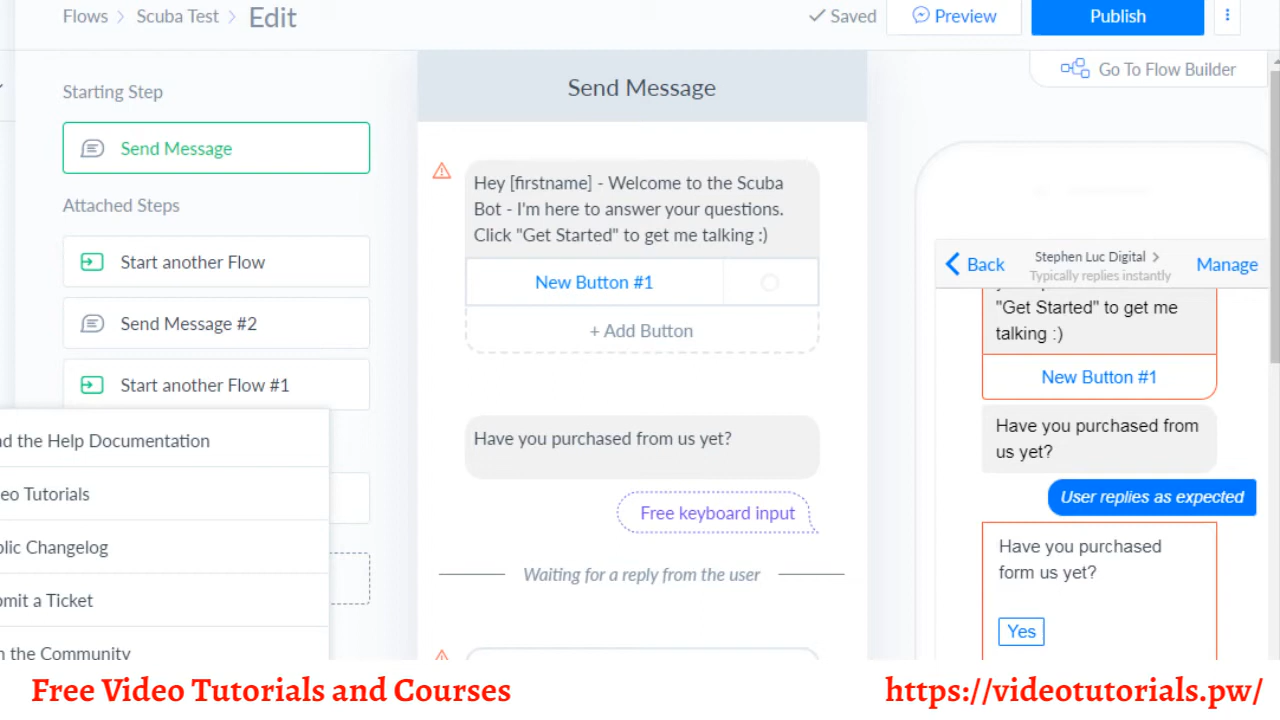 Flows
Scuba Test
Edit
Saved
Preview
Publish
Go To Flow Builder
Starting Step
Send Message
Attached Steps
Start another Flow
Send Message #2
Start another Flow #1
the Help Documentation
Tutorials
Changelog
a Ticket
the Community
Send Message
Hey [firstname] - Welcome to the Scuba
Bot - I'm here to answer your questions.
Click "Get Started" to get me talking :)
New Button #1
+ Add Button
Have you purchased from us yet?
Free keyboard input
Waiting for a reply from the user
Back
Stephen Luc Digital
Typically replies instantly
Manage
"Get Started" to get me
talking :)
New Button #1
Have you purchased from
us yet?
User replies as expected
Have you purchased
form us yet?
Yes
Free Video Tutorials and Courses
https://videotutorials.pw/